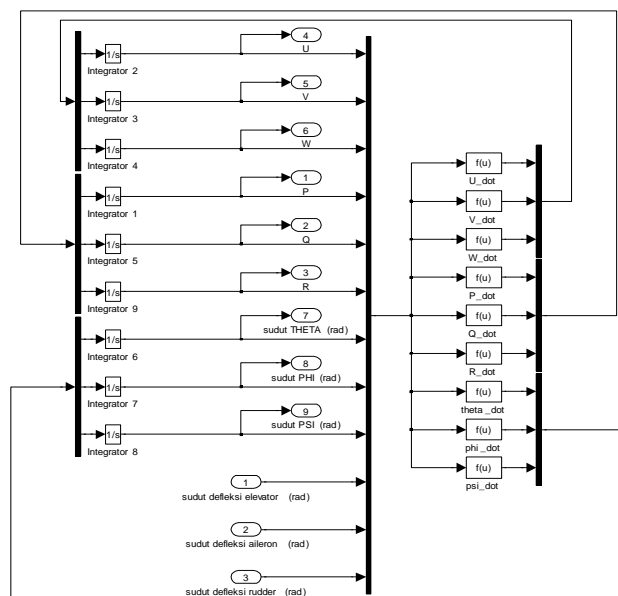 4
1/s
U
Integrator 2
5
1/s
V
Integrator 3
6
1/s
W
Integrator 4
1
1/s
P
Integrator 1
2
1/s
Q
Integrator 5
3
1/s
R
Integrator 9
7
1/s
sudut THETA (rad)
Integrator 6
8
1/s
sudut PHI (rad)
Integrator 7
9
1/s
sudut PSI (rad)
Integrator 8
1
sudut defleksi elevator (rad)
2
sudut defleksi aileron (rad)
3
sudut defleksi rudder (rad)
f(u)
U_dot
f(u)
V_dot
f(u)
W_dot
f(u)
P_dot
f(u)
Q_dot
f(u)
R_dot
f(u)
theta_dot
f(u)
phi_dot
f(u)
psi_dot